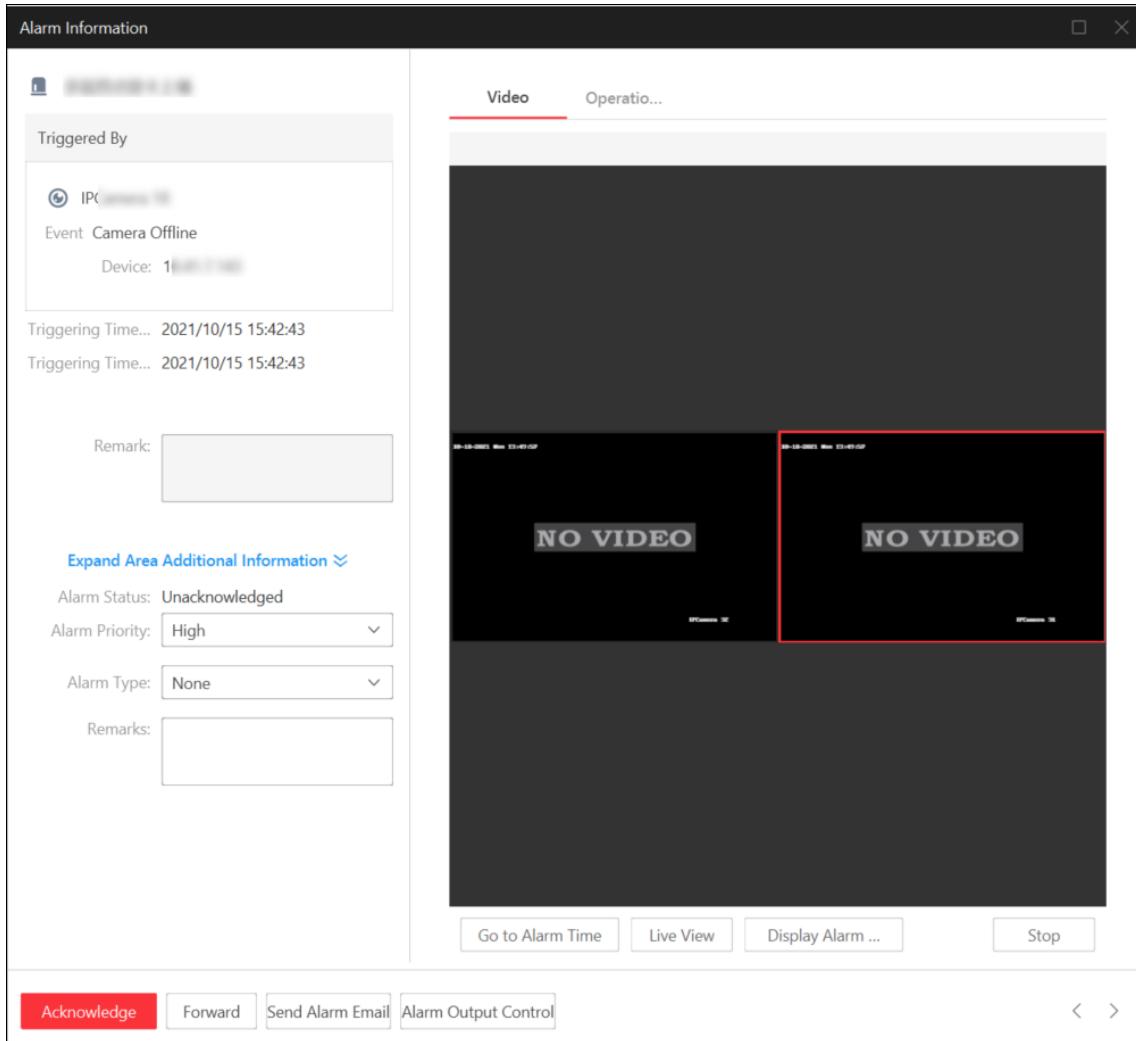 Alarm Information
Triggered By
Event Camera Offline
Device:
Triggering Time... 2021/10/15 15:42:43
Triggering Time... 2021/10/15 15:42:43
Remark:
Expand Area Additional Information
Alarm Status: Unacknowledged
Alarm Priority: High
Alarm Type: None
Remarks:
Video Operatio...
NO VIDEO
NO VIDEO
Go to Alarm Time Live View Display Alarm ... Stop
Acknowledge Forward Send Alarm Email Alarm Output Control